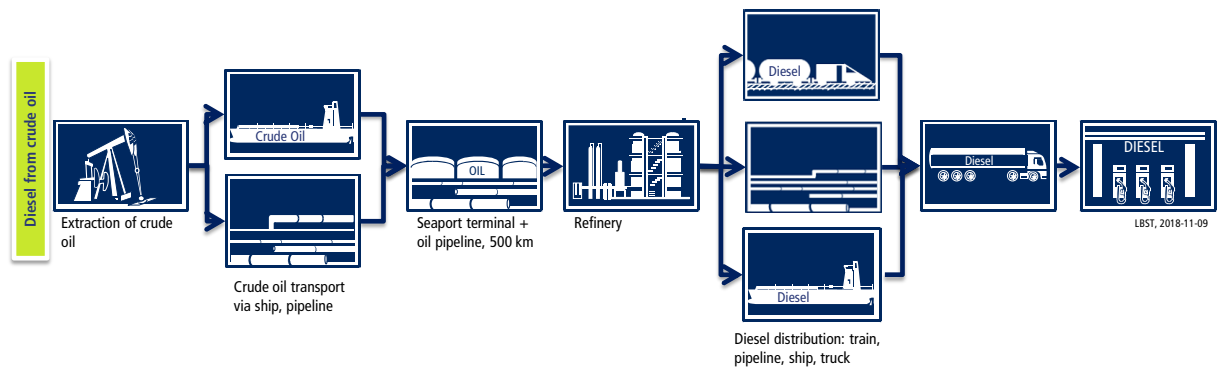 Diesel from crude oil
Extraction of crude
oil
Crude Oil
Crude oil transport
via ship, pipeline
OIL
Seaport terminal +
oil pipeline, 500 km
Refinery
Diesel
Diesel
Diesel distribution: train,
pipeline, ship, truck
Diesel
DIESEL
LBST, 2018-11-09